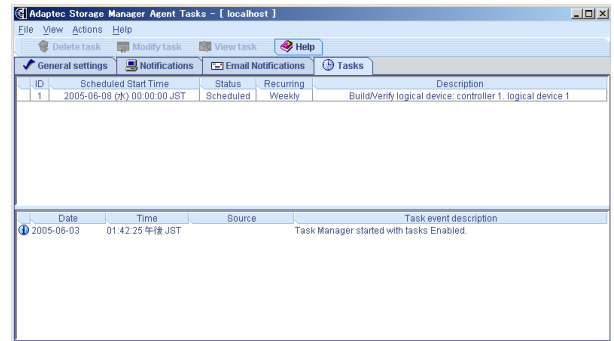 Adaptec Storage Manager Agent Tasks - [ localhost ]
File View Actions Help
Delete task Modify task View task Help
General settings Notifications Email Notifications Tasks
ID Scheduled Start Time Status Recurring Description
1 2005-06-08 (水) 00:00:00 JST Scheduled Weekly Build/Verify logical device: controller 1. logical device 1
Date Time Source Task event description
2005-06-03 01:42:25 午後 JST Task Manager started with tasks Enabled.